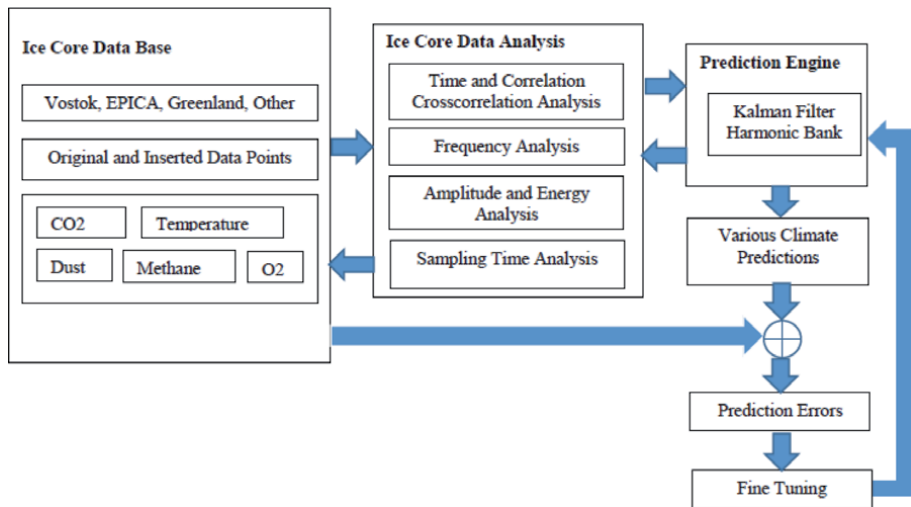 Ice Core Data Base
Vostok, EPICA, Greenland, Other
Original and Inserted Data Points
CO2
Temperature
Dust
Methane
O2
Ice Core Data Analysis
Time and Correlation
Crosscorrelation Analysis
Frequency Analysis
Amplitude and Energy
Analysis
Sampling Time Analysis
Prediction Engine
Kalman Filter
Harmonic Bank
Various Climate
Predictions
Prediction Errors
Fine Tuning